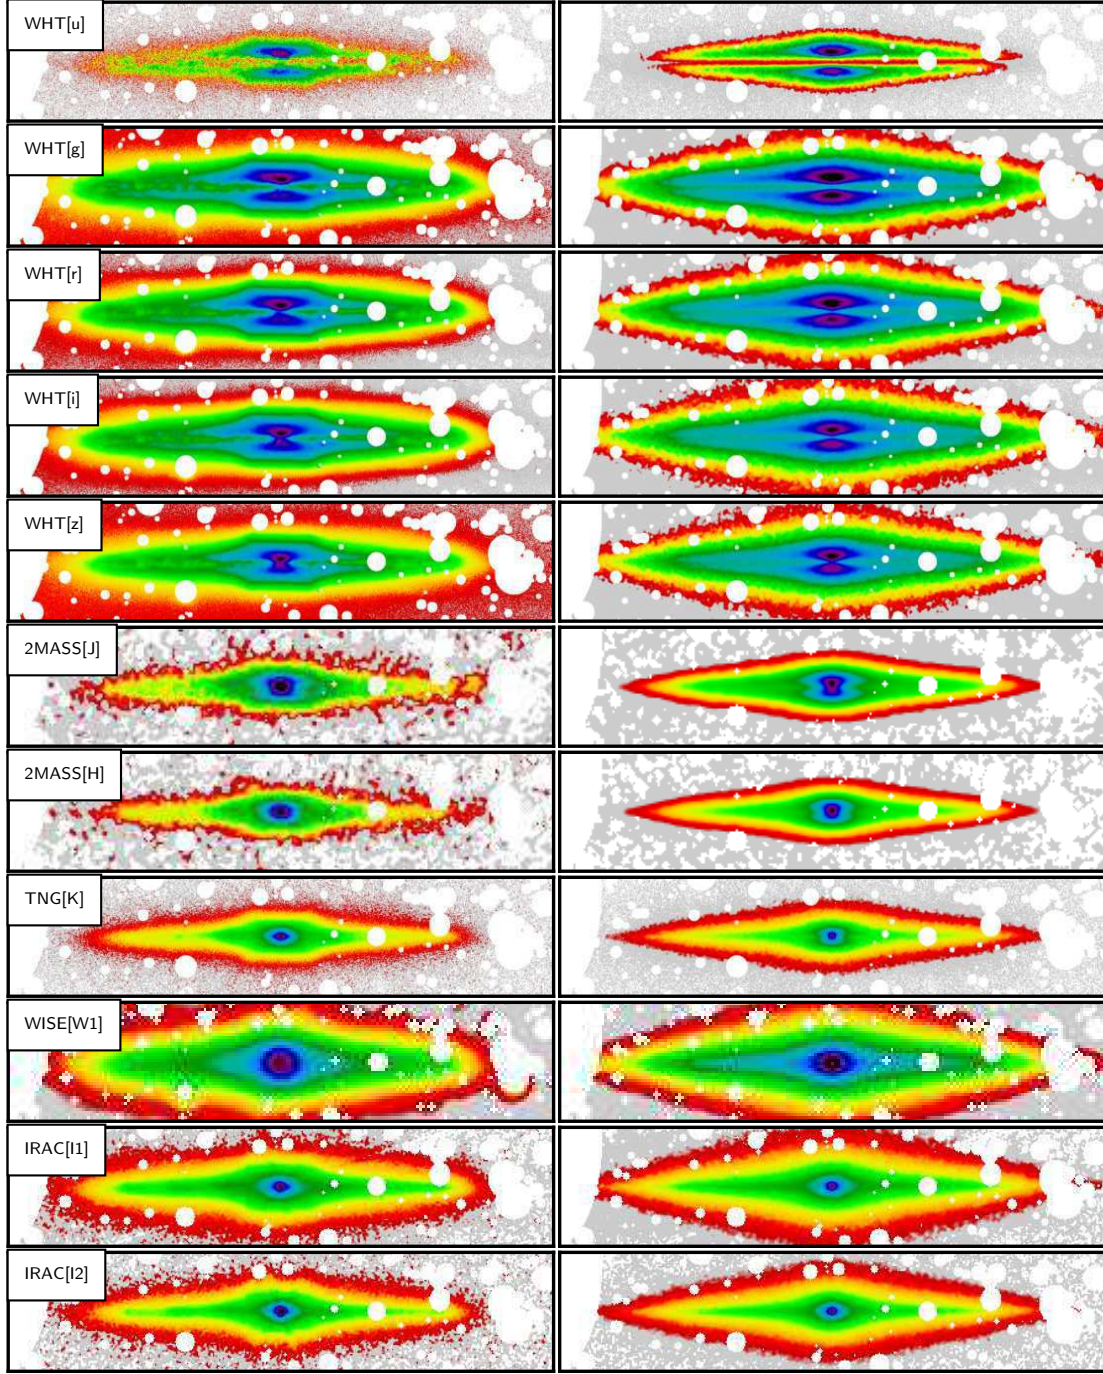 WHT[u]
WHT[g]
WHT[r]
WHT[i]
WHT[z]
2MASS[J]
2MASS[H]
TNG[K]
WISE[W1]
IRAC[I1]
IRAC[I2]